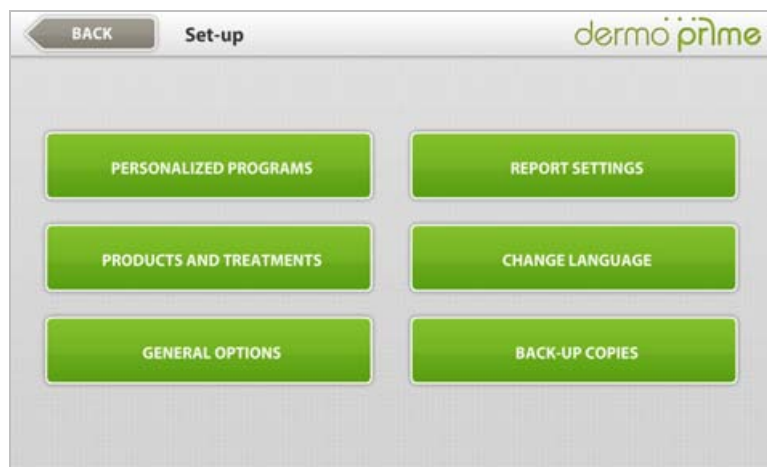 BACK
Set-up
dermo prime
PERSONALIZED PROGRAMS
REPORT SETTINGS
PRODUCTS AND TREATMENTS
CHANGE LANGUAGE
GENERAL OPTIONS
BACK-UP COPIES